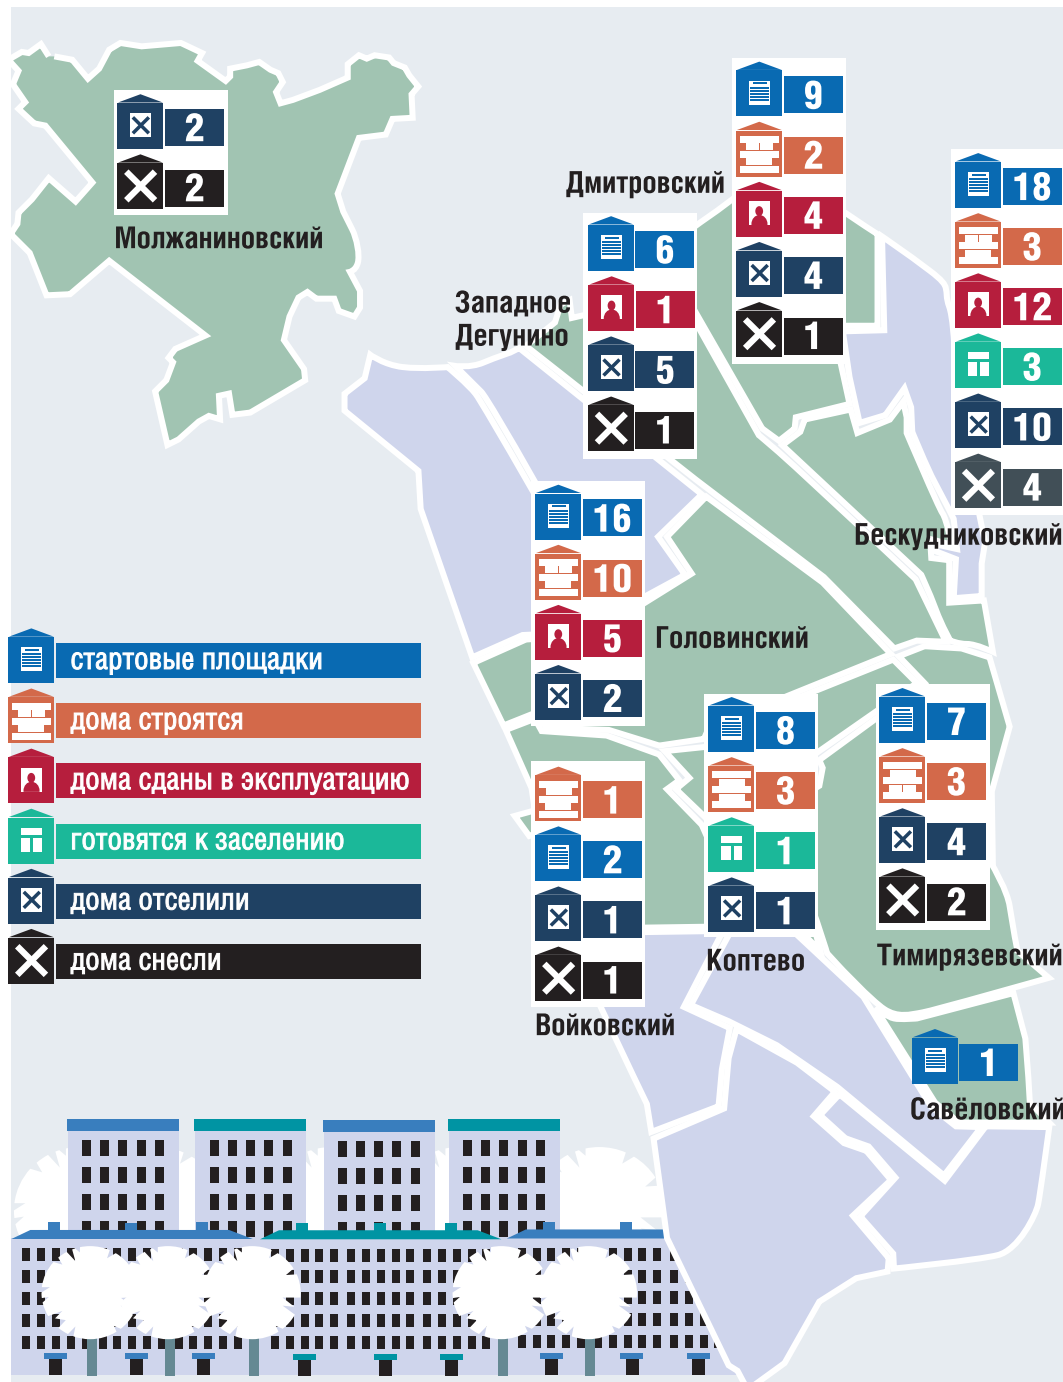 2
2
Молжаниновский
9
2
4
4
1
Дмитровский
6
1
5
1
Западное
Дегунино
18
3
12
3
10
4
Бескудниковский
16
10
5
2
Головинский
стартовые площадки
дома строятся
дома сданы в эксплуатацию
готовятся к заселению
дома отселили
дома снесли
1
2
1
1
Войковский
8
3
1
1
Коптево
7
3
4
2
Тимирязевский
1
Савёловский